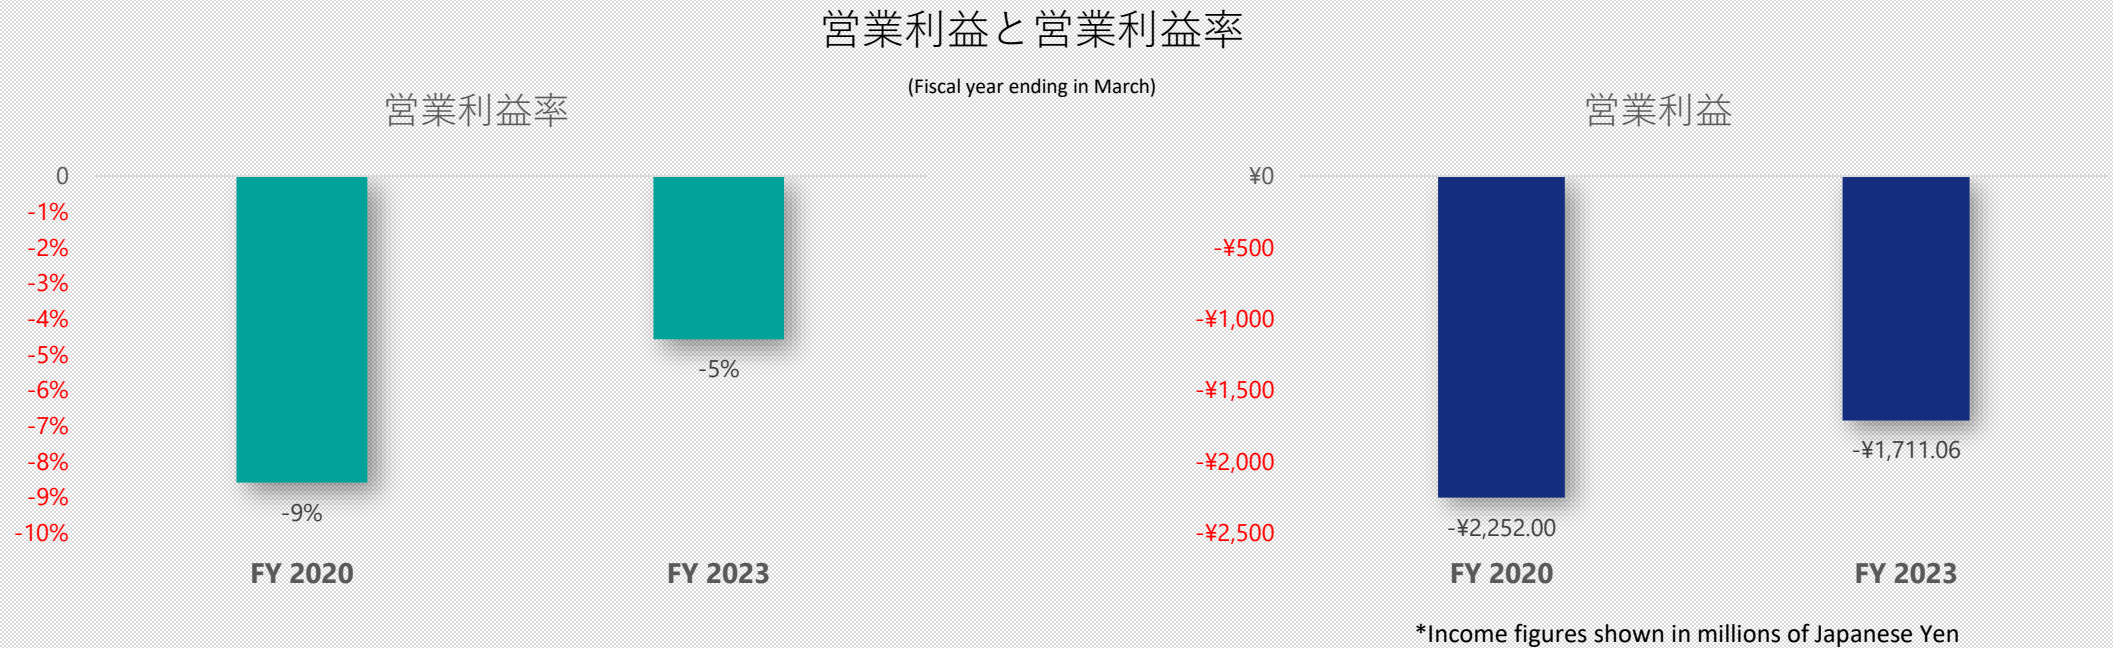 営業利益と営業利益率
(Fiscal year ending in March)
営業利益率
0
-1%
-2%
-3%
-4%
-5%
-6%
-7%
-8%
-9%
-10%
-9%
-5%
FY 2020
FY 2023
営業利益
¥0
-¥500
-¥1,000
-¥1,500
-¥2,000
-¥2,500
-¥2,252.00
-¥1,711.06
FY 2020
FY 2023
*Income figures shown in millions of Japanese Yen